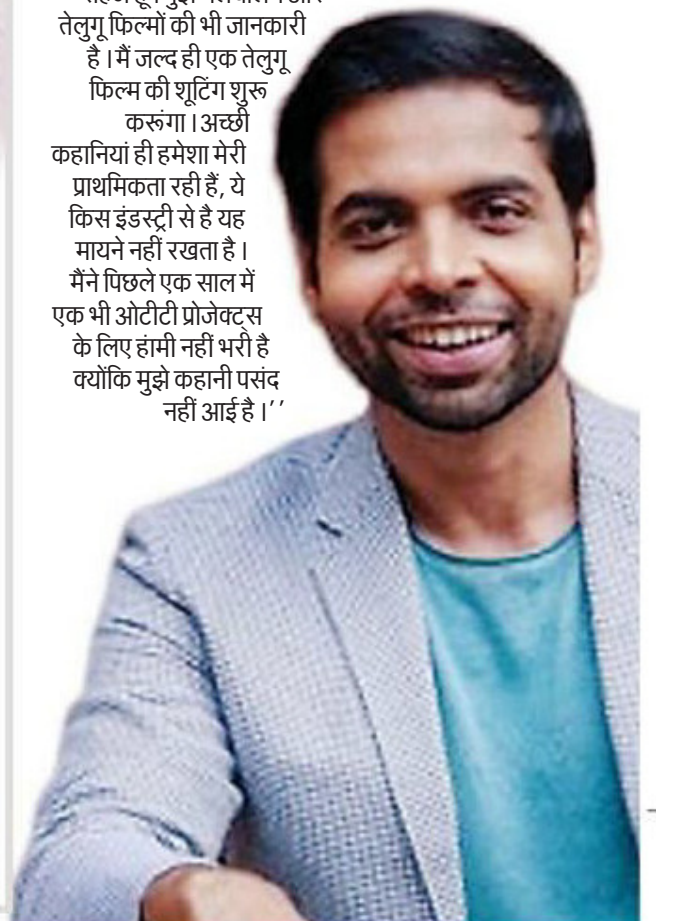 तेलुगू फिल्मों की भी जानकारी
है। मैं जल्द ही एक तेलुगू
फिल्म की शूटिंग शुरू
करूंगा। अच्छी
कहानियां ही हमेशा मेरी
प्राथमिकता रही हैं, ये
किस इंडस्ट्री से है यह
मायने नहीं रखता है।
मैंने पिछले एक साल में
एक भी ओटीटी प्रोजेक्ट्स
के लिए हांमी नहीं भरी है
क्योंकि मुझे कहानी पसंद
नहीं आई है।’’